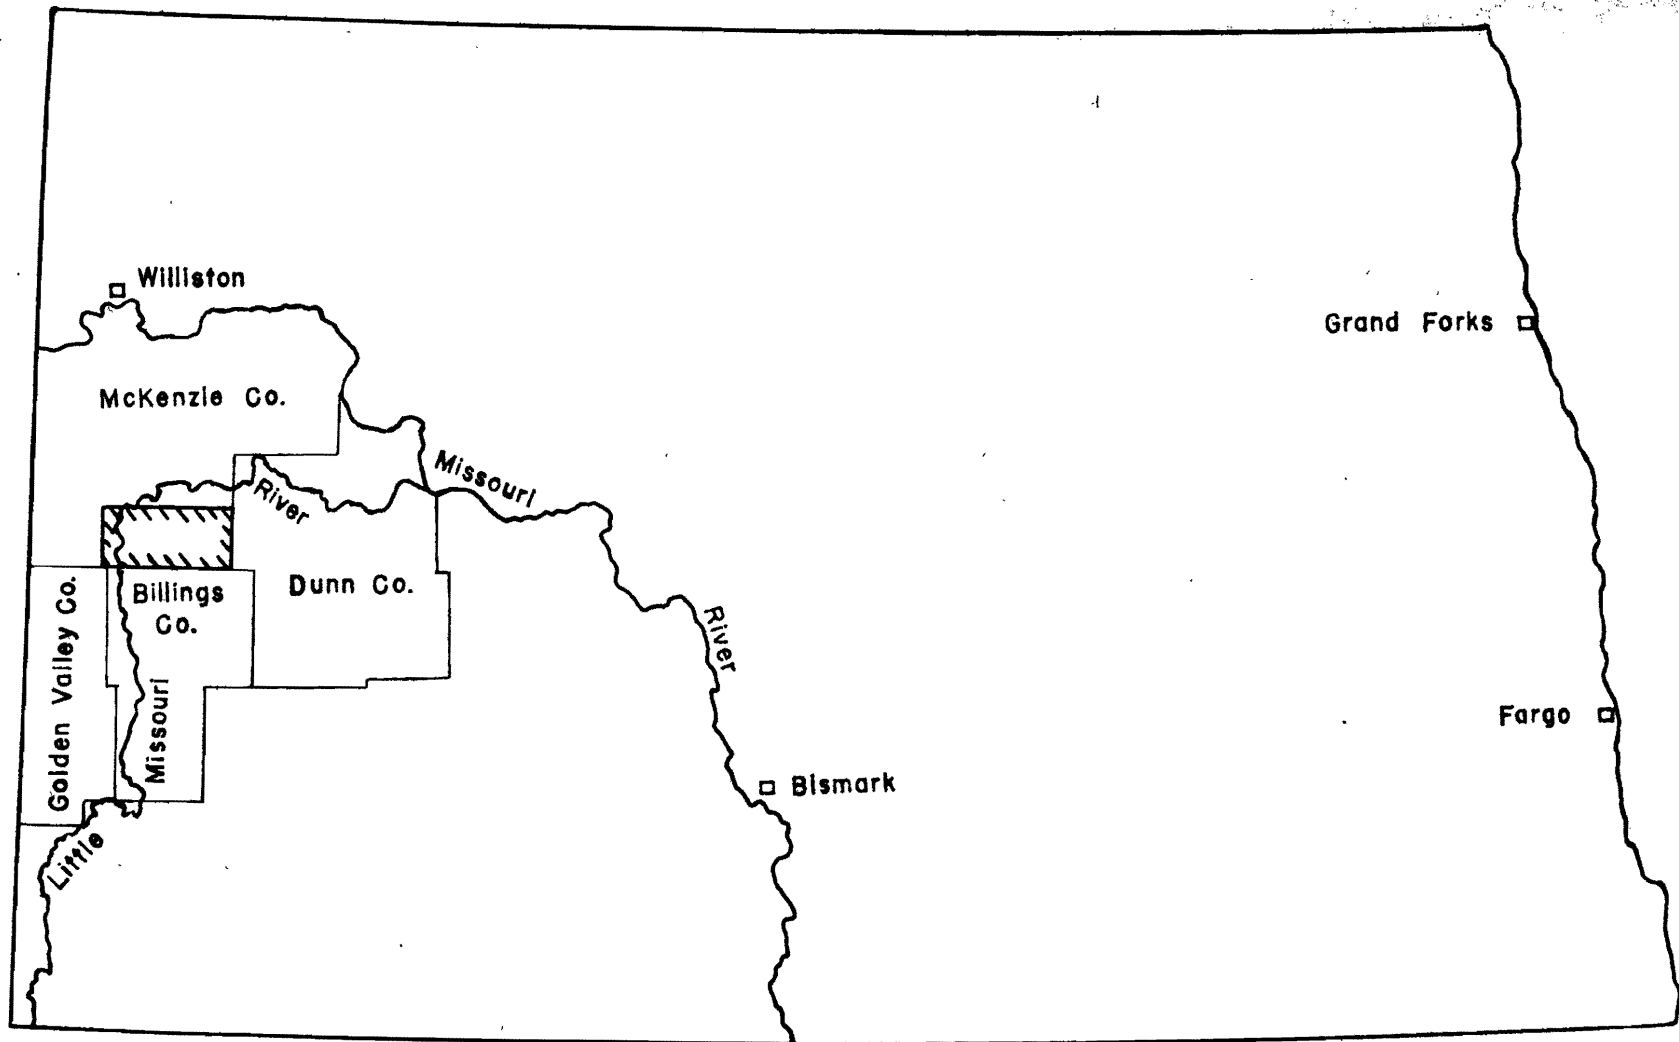 Williston
Grand Forks
McKenzie Co.
Missouri
River
River
Dunn Co.
Billings
Co.
Golden Valley Co.
Missouri
Little
Fargo
Bismark